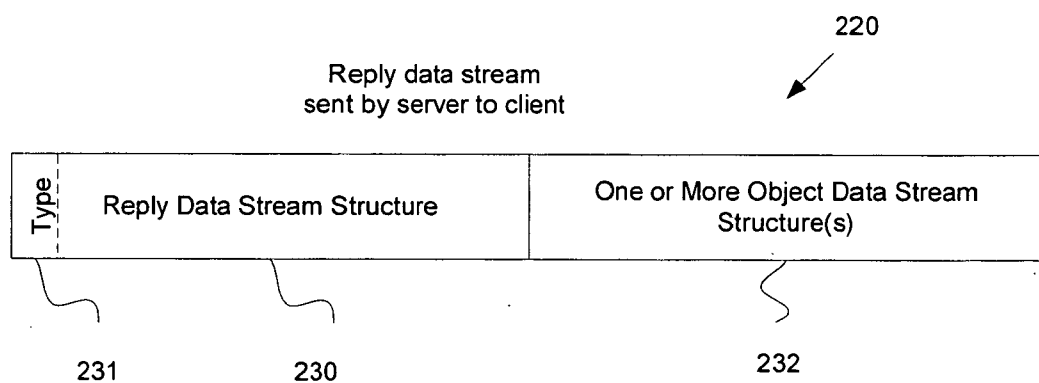 220
Reply data stream
sent by server to client
Type
Reply Data Stream Structure
One or More Object Data Stream
Structure(s)
231
230
232